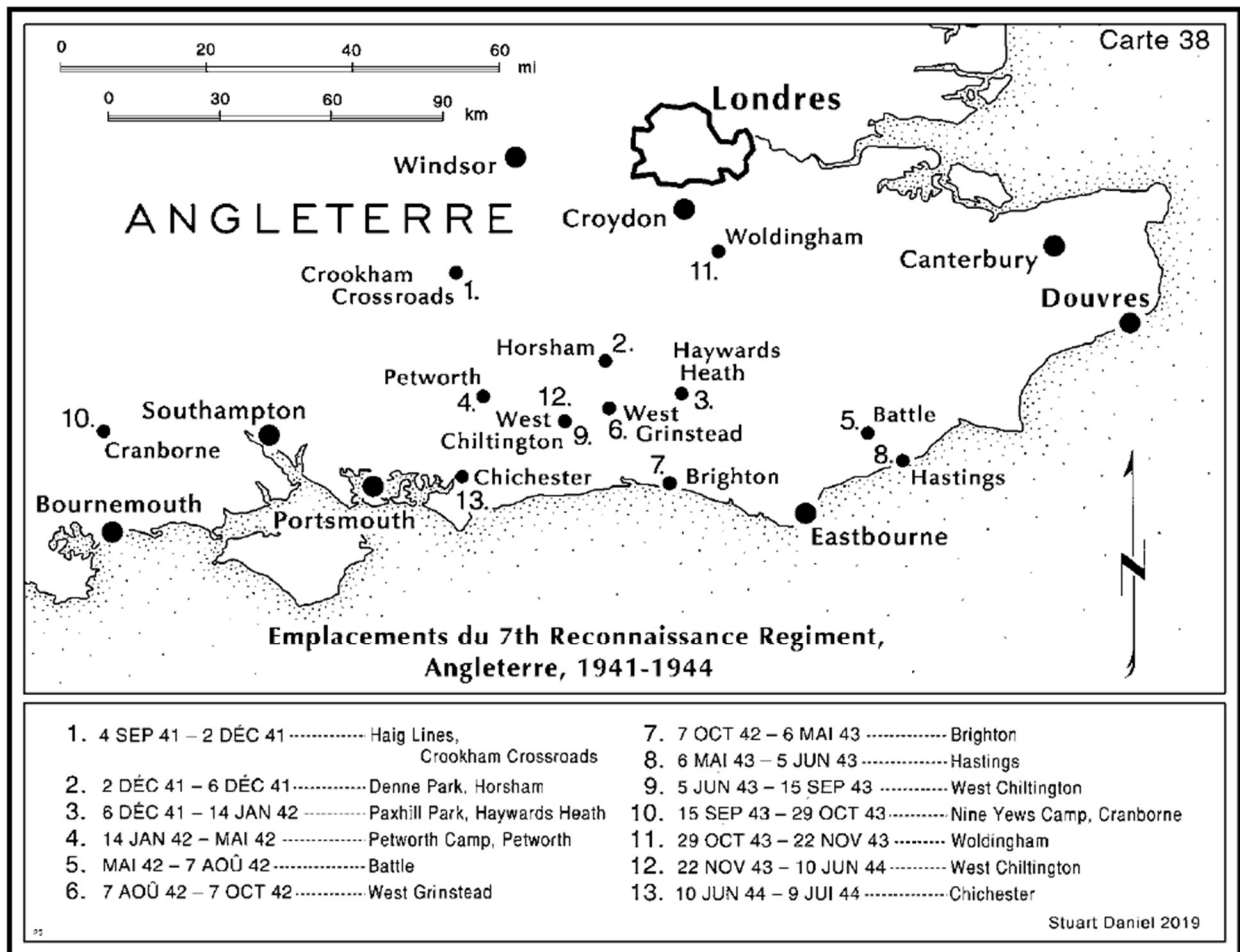 Carte 38
0 20 40 60
mi
0 30 60 90
km
Londres
Windsor
ANGLETERRE
Croydon
Woldingham
11.
Canterbury
Crookham
Crossroads 1.
Douvres
Horsham 2.
Haywards
Heath
3.
Petworth
4.
12.
West
Chiltington 9.
West
6. Grinstead
5. Battle
8.
Hastings
10.
Cranborne
Southampton
Chichester
13.
7.
Brighton
Bournemouth
Portsmouth
Eastbourne
N
Emplacements du 7th Reconnaissance Regiment,
Angleterre, 1941-1944
1. 4 SEP 41 – 2 DÉC 41 ----------- Haig Lines,
Crookham Crossroads
2. 2 DÉC 41 – 6 DÉC 41 ----------- Denne Park, Horsham
3. 6 DÉC 41 – 14 JAN 42 ----------- Paxhill Park, Haywards Heath
4. 14 JAN 42 – MAI 42 ----------- Petworth Camp, Petworth
5. MAI 42 – 7 AOÛ 42 ----------- Battle
6. 7 AOÛ 42 – 7 OCT 42 ----------- West Grinstead
7. 7 OCT 42 – 6 MAI 43 ----------- Brighton
8. 6 MAI 43 – 5 JUN 43 ----------- Hastings
9. 5 JUN 43 – 15 SEP 43 ----------- West Chiltington
10. 15 SEP 43 – 29 OCT 43 ----------- Nine Yews Camp, Cranborne
11. 29 OCT 43 – 22 NOV 43 ----------- Woldingham
12. 22 NOV 43 – 10 JUN 44 ----------- West Chiltington
13. 10 JUN 44 – 9 JUI 44 ----------- Chichester
Stuart Daniel 2019